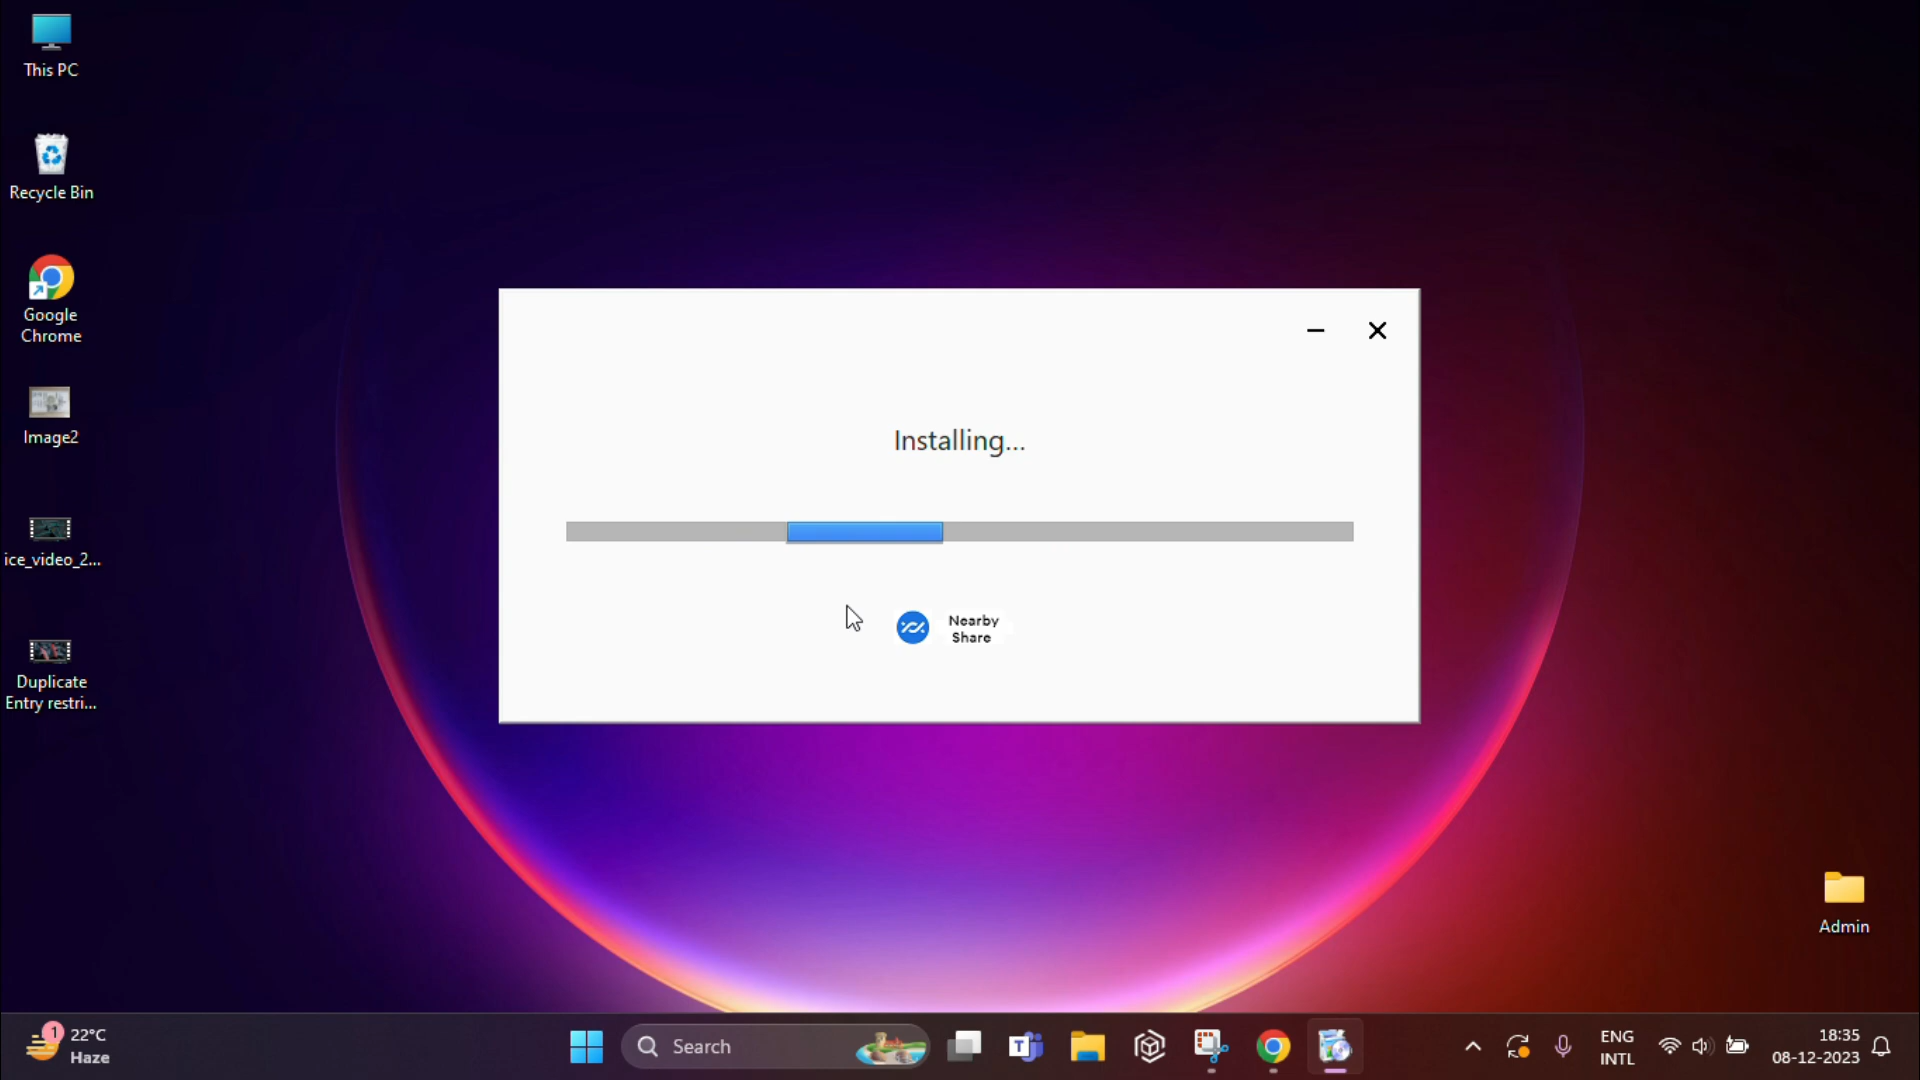 This PC
Recycle Bin
Google
Chrome
Image2
ice_video_2...
Duplicate
Entry restri...
Installing...
Nearby
Share
Admin
1
22°C
Haze
Search
T
ENG
INTL
18:35
08-12-2023